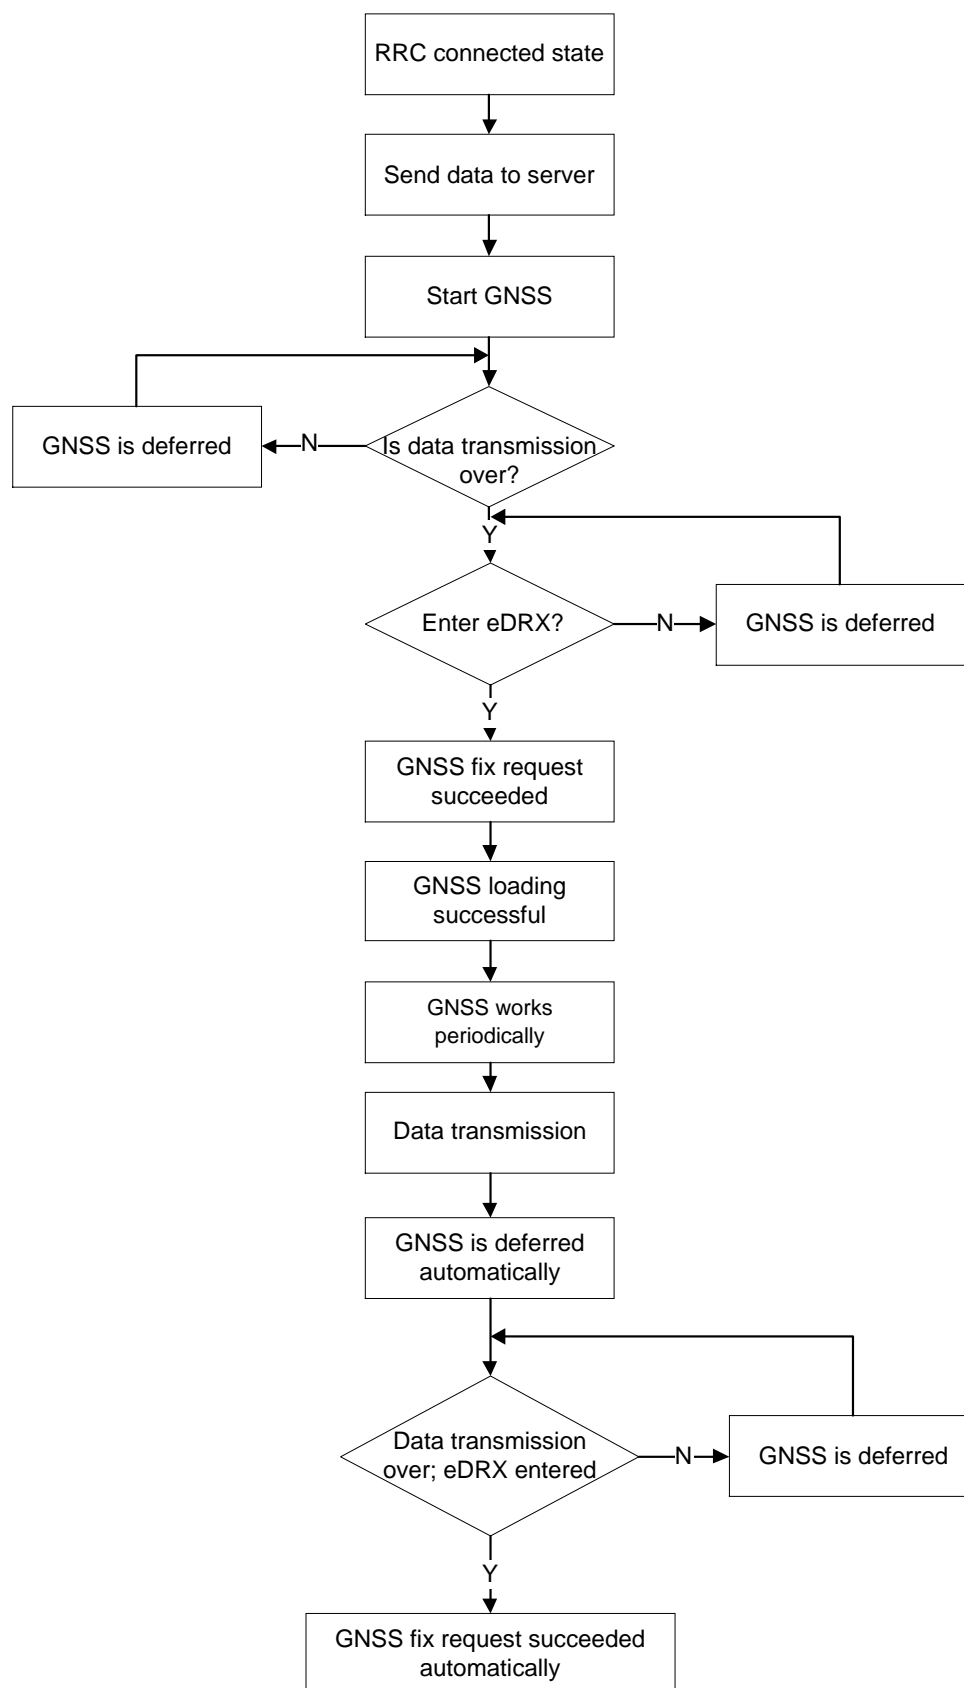 RRC connected state
Send data to server
Start GNSS
GNSS is deferred
N
Is data transmission
over?
Y
Enter eDRX?
N
GNSS is deferred
Y
GNSS fix request
succeeded
GNSS loading
successful
GNSS works
periodically
Data transmission
GNSS is deferred
automatically
Data transmission
over; eDRX entered
N
GNSS is deferred
Y
GNSS fix request succeeded
automatically